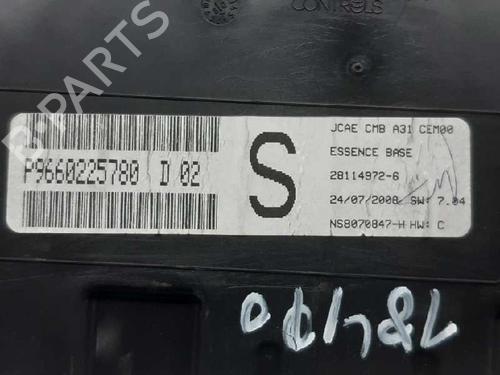 CONTROLS
JCAE CMB A31 CEM00
ESSENCE BASE
P9660225780 D 02
S
28114972-6
24/07/2008 SW: 7.04
NS8070847-H HW: C
B-PARTS